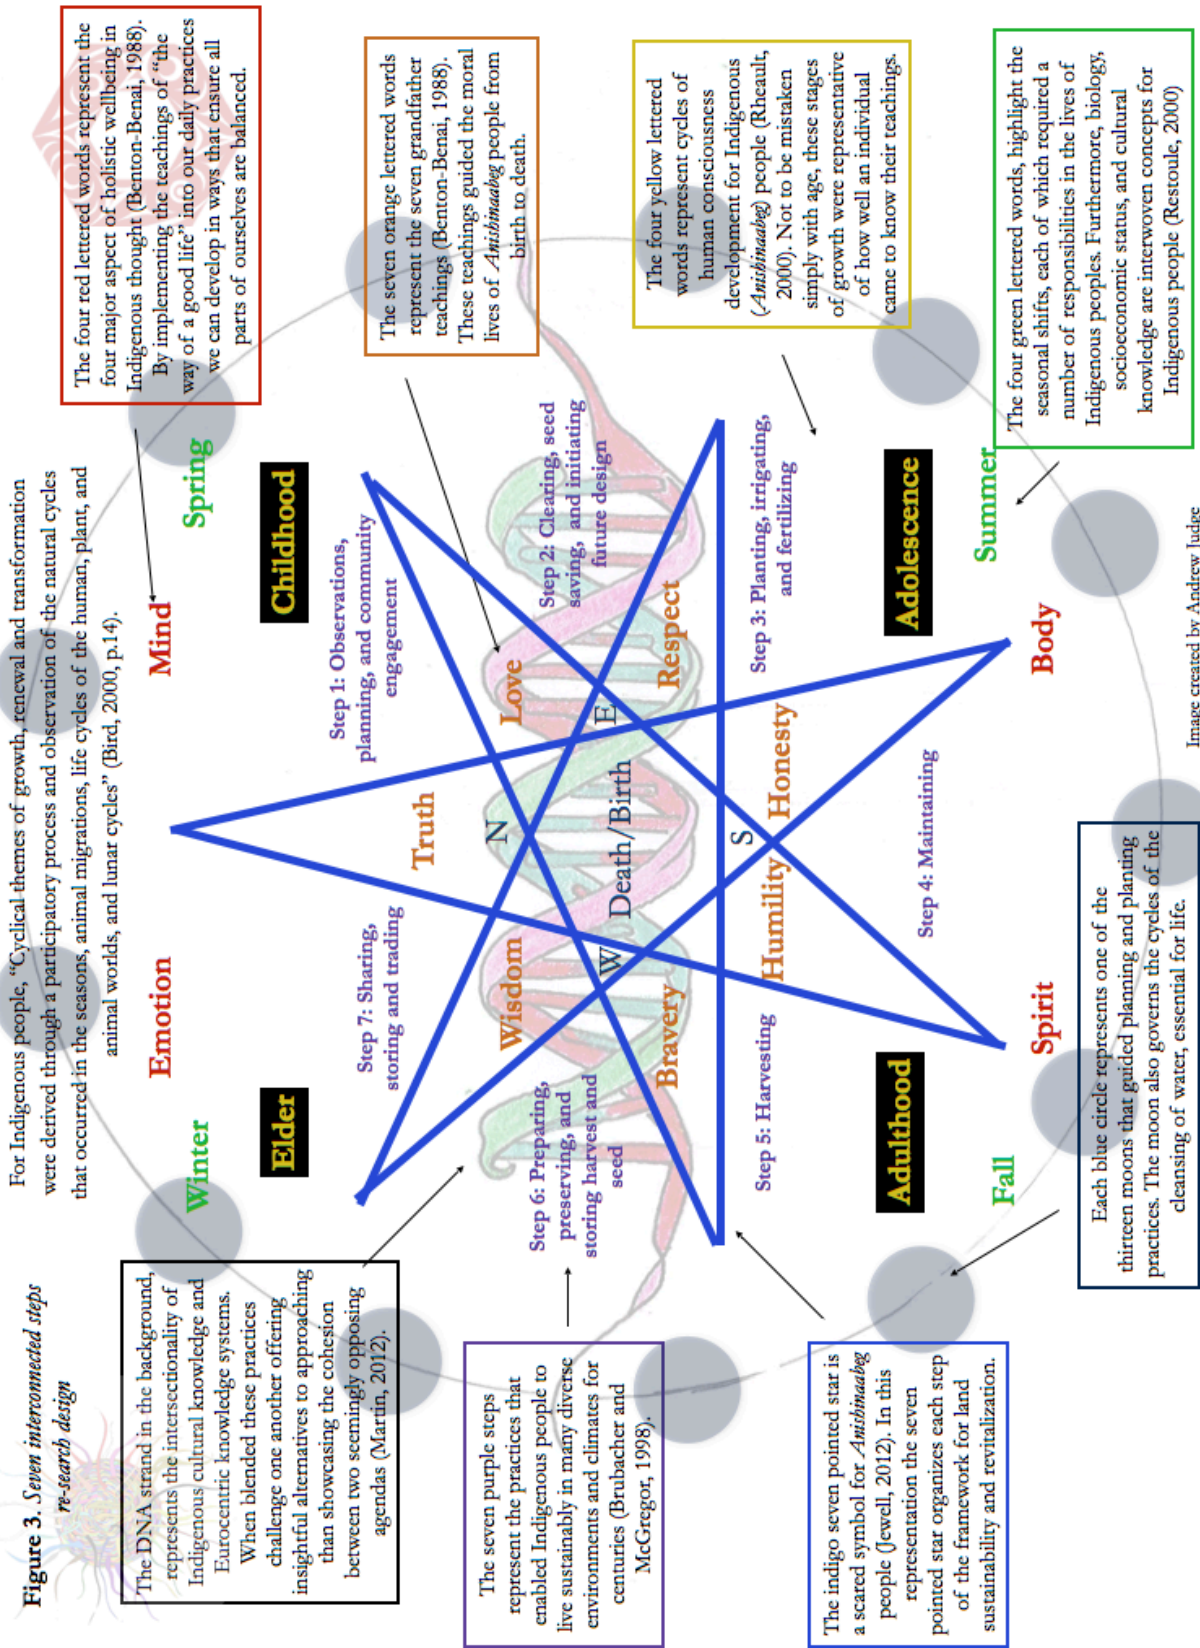 Figure 3. Seven interconnected steps
re-search design
For Indigenous people, “Cyclical themes of growth, renewal and transformation
were derived through a participatory process and observation of the natural cycles
that occurred in the seasons, animal migrations, life cycles of the human, plant, and
animal worlds, and lunar cycles” (Bird, 2000, p.14).
The four red lettered words represent the
four major aspect of holistic wellbeing in
Indigenous thought (Benton-Benai, 1988).
By implementing the teachings of “the
way of a good life” into our daily practices
we can develop in ways that ensure all
parts of ourselves are balanced.
The DNA strand in the background,
represents the intersectionality of
Indigenous cultural knowledge and
Eurocentric knowledge systems.
When blended these practices
challenge one another offering
insightful alternatives to approaching
than showcasing the cohesion
between two seemingly opposing
agendas (Martin, 2012).
Winter
Emotion
Mind
Spring
Elder
Childhood
Step 7: Sharing,
storing and trading
Truth
Step 1: Observations,
planning, and community
engagement
The seven orange lettered words
represent the seven grandfather
teachings (Benton-Benai, 1988).
These teachings guided the moral
lives of Anishinaabeg people from
birth to death.
The seven purple steps
represent the practices that
enabled Indigenous people to
live sustainably in many diverse
environments and climates for
centuries (Brubacher and
McGregor, 1998).
Step 6: Preparing,
preserving, and
storing harvest and
seed
Wisdom
N
Love
Step 2: Clearing, seed
saving, and initiating
future design
W
Death/Birth
E
Bravery
Respect
The four yellow lettered
words represent cycles of
human consciousness
development for Indigenous
(Anishinaabeg) people (Rheault,
2000). Not to be mistaken
simply with age, these stages
of growth were representative
of how well an individual
came to know their teachings.
S
Humility
Honesty
Step 5: Harvesting
Step 3: Planting, irrigating,
and fertilizing
The indigo seven pointed star is
a scared symbol for Anishinaabeg
people (Jewell, 2012). In this
representation the seven
pointed star organizes each step
of the framework for land
sustainability and revitalization.
Adulthood
Step 4: Maintaining
Adolescence
Fall
Spirit
Body
Summer
The four green lettered words, highlight the
seasonal shifts, each of which required a
number of responsibilities in the lives of
Indigenous peoples. Furthermore, biology,
socioeconomic status, and cultural
knowledge are interwoven concepts for
Indigenous people (Restoule, 2000)
Each blue circle represents one of the
thirteen moons that guided planning and planting
practices. The moon also governs the cycles of the
cleansing of water, essential for life.
Image created by Andrew Judge